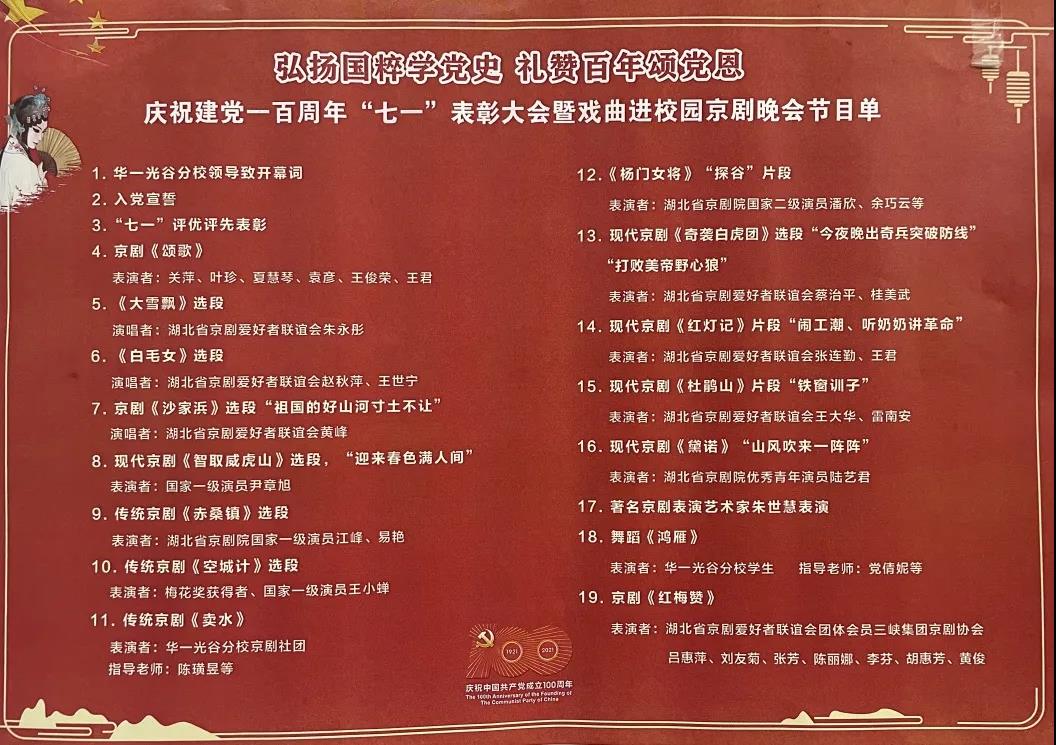 弘扬国粹学党史 礼赞百年颂党恩
庆祝建党一百周年“七一”表彰大会暨戏曲进校园京剧晚会节目单
1. 华一光谷分校领导致开幕词
2. 入党宣誓
3. “七一”评优评先表彰
4. 京剧《颂歌》
表演者：关萍、叶珍、夏慧琴、袁彦、王俊荣、王君
5. 《大雪飘》选段
演唱者：湖北省京剧爱好者联谊会朱永彤
6. 《白毛女》选段
演唱者：湖北省京剧爱好者联谊会赵秋萍、王世宁
7. 京剧《沙家浜》选段“祖国的好山河寸土不让”
演唱者：湖北省京剧爱好者联谊会黄峰
8. 现代京剧《智取威虎山》选段，“迎来春色满人间”
表演者：国家一级演员尹章旭
9. 传统京剧《赤桑镇》选段
表演者：湖北省京剧院国家一级演员江峰、易艳
10. 传统京剧《空城计》选段
表演者：梅花奖获得者、国家一级演员王小蝉
11. 传统京剧《卖水》
表演者：华一光谷分校京剧社团
指导老师：陈璜昱等
12.《杨门女将》“探谷”片段
表演者：湖北省京剧院国家二级演员潘欣、余巧云等
13. 现代京剧《奇袭白虎团》选段“今夜晚出奇兵突破防线”
“打败美帝野心狼”
表演者：湖北省京剧爱好者联谊会蔡治平、桂美武
14. 现代京剧《红灯记》片段“闹工潮、听奶奶讲革命”
表演者：湖北省京剧爱好者联谊会张连勤、王君
15. 现代京剧《杜鹃山》片段“铁窗训子”
表演者：湖北省京剧爱好者联谊会王大华、雷南安
16. 现代京剧《黛诺》“山风吹来一阵阵”
表演者：湖北省京剧院优秀青年演员陆艺君
17. 著名京剧表演艺术家朱世慧表演
18. 舞蹈《鸿雁》
表演者：华一光谷分校学生 指导老师：党倩妮等
19. 京剧《红梅赞》
表演者：湖北省京剧爱好者联谊会团体会员三峡集团京剧协会
吕惠萍、刘友菊、张芳、陈丽娜、李芬、胡惠芳、黄俊
1921 2021
庆祝中国共产党成立100周年
The 100th Anniversary of the Founding of
The Communist Party of China